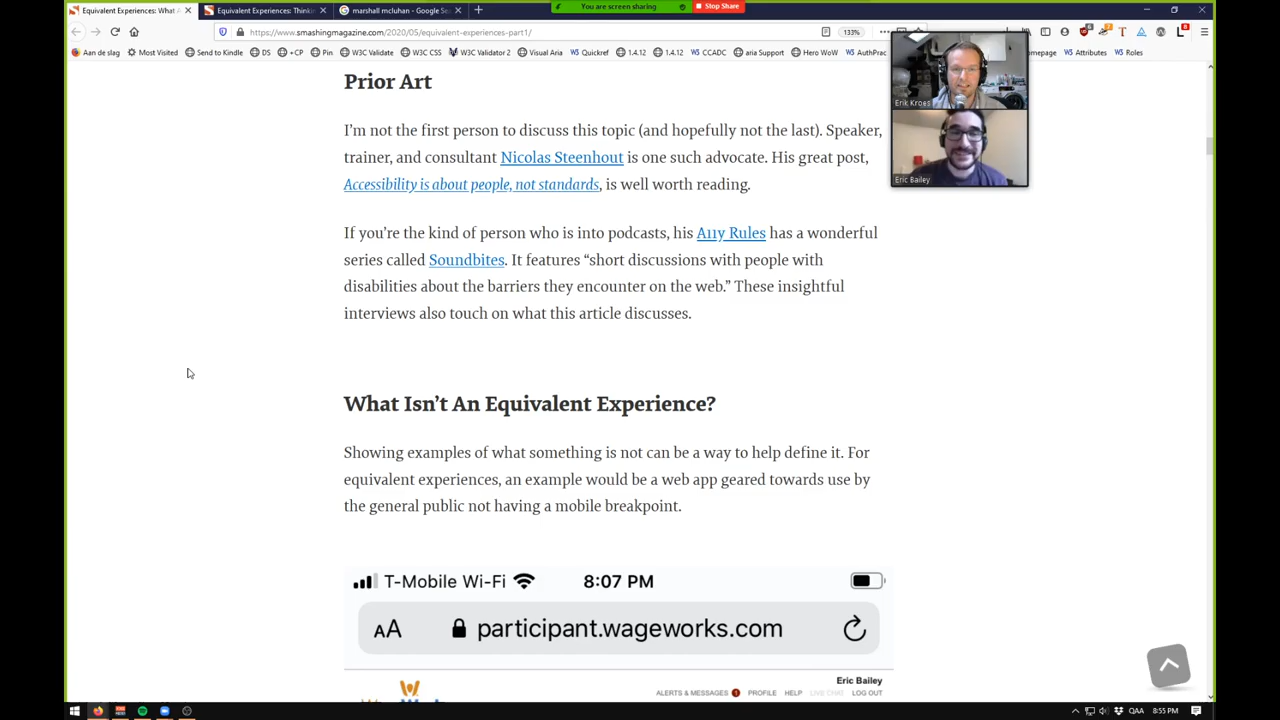 Equivalent Experiences: What A
Equivalent Experiences: Thinki
marshall mcluhan - Google Se
You are screen sharing
Stop Share
https://www.smashingmagazine.com/2020/05/equivalent-experiences-part1/
133%
Aan de slag
Most Visited
Send to Kindle
DS
+CP
Pin
W3C Validate
W3C CSS
W3C Validator 2
Visual Aria
Quickref
1.4.12
1.4.12
CCADC
aria Support
Hero WoW
AuthPrac
omepage
Attributes
Roles
Erik Kroes
Eric Bailey
Prior Art
I’m not the first person to discuss this topic (and hopefully not the last). Speaker,
trainer, and consultant Nicolas Steenhout is one such advocate. His great post,
Accessibility is about people, not standards, is well worth reading.
If you’re the kind of person who is into podcasts, his A11y Rules has a wonderful
series called Soundbites. It features “short discussions with people with
disabilities about the barriers they encounter on the web.” These insightful
interviews also touch on what this article discusses.
What Isn’t An Equivalent Experience?
Showing examples of what something is not can be a way to help define it. For
equivalent experiences, an example would be a web app geared towards use by
the general public not having a mobile breakpoint.
T-Mobile Wi-Fi
8:07 PM
AA
participant.wageworks.com
Eric Bailey
ALERTS & MESSAGES 1 PROFILE HELP LIVE CHAT LOG OUT
QAA
8:55 PM